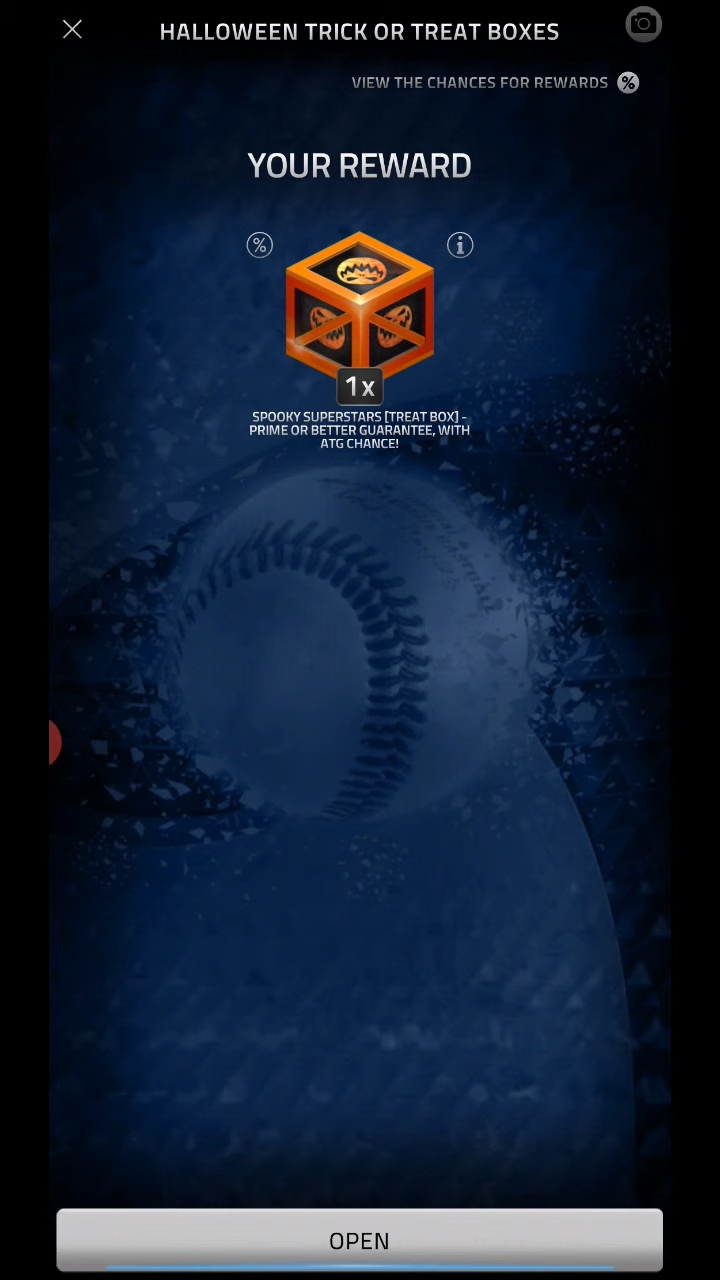 HALLOWEEN TRICK OR TREAT BOXES
VIEW THE CHANCES FOR REWARDS %
YOUR REWARD
%
i
1x
SPOOKY SUPERSTARS [TREAT BOX] -
PRIME OR BETTER GUARANTEE, WITH
ATG CHANCE!
OPEN